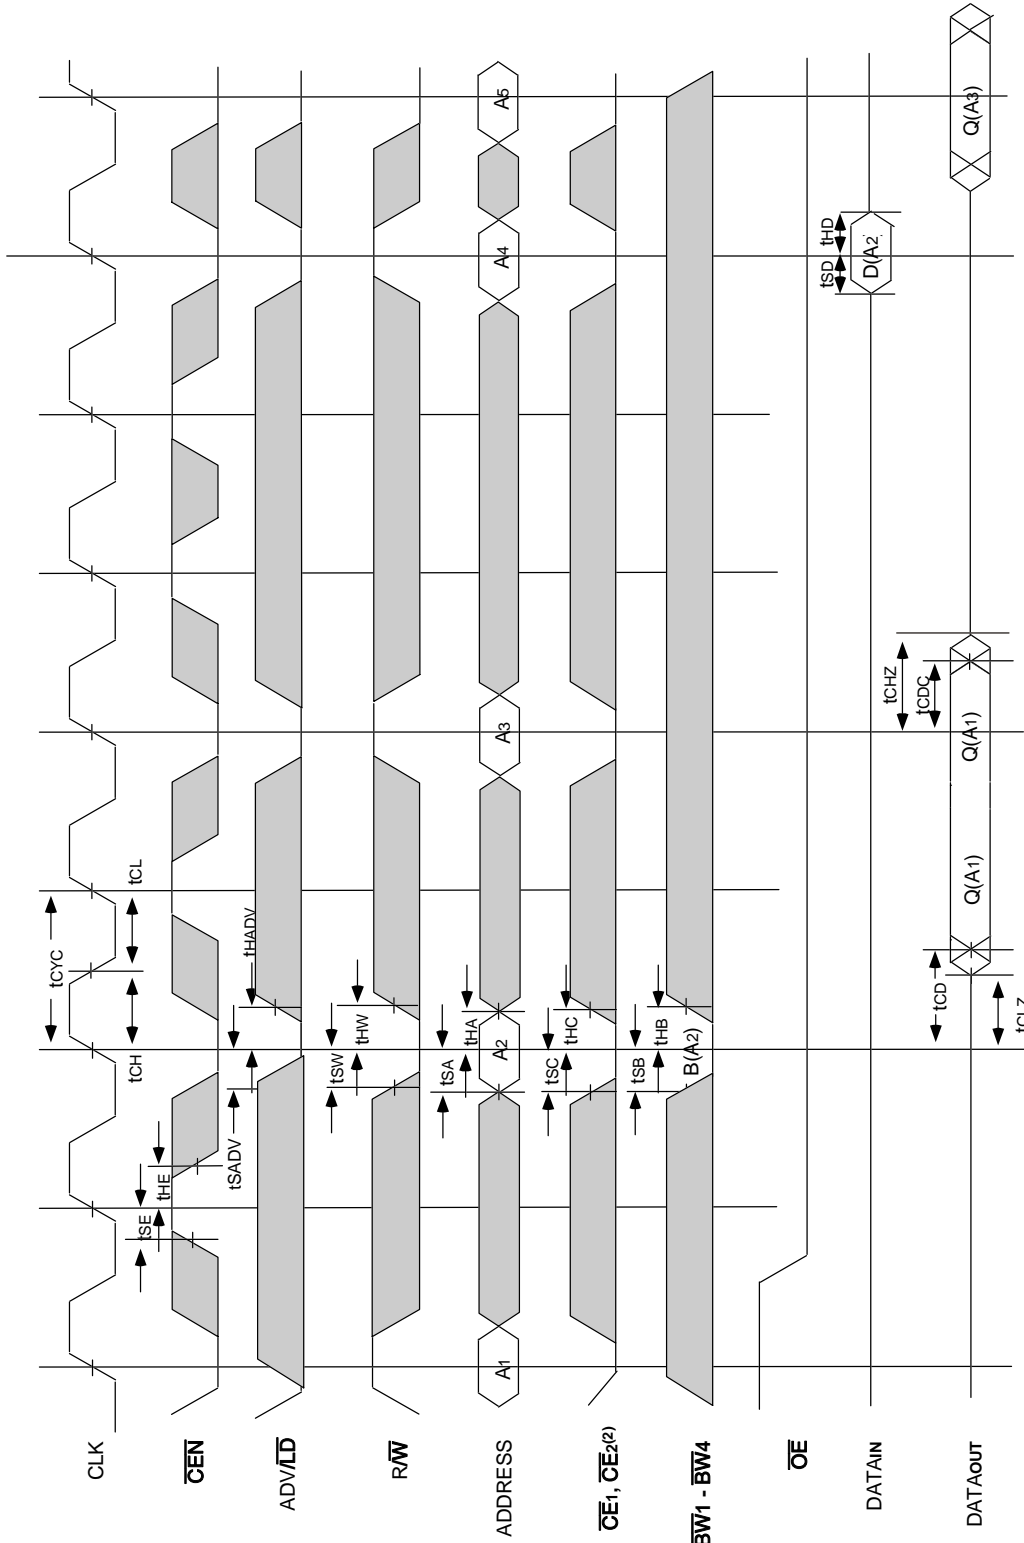 CLK
tCYC
tCH
tCL
CEN
tSE
tHE
ADV/LD
tSADV
tHADV
R/W
tSW
tHW
ADDRESS
A1
A2
A3
A4
A5
tSA
tHA
CE1, CE2(2)
tSC
tHC
BW1 - BW4
B(A2)
tSB
tHB
OE
DATAIN
D(A2)
tSD
tHD
DATAOUT
tCD
tCLZ
Q(A1)
Q(A1)
tCHZ
tCDC
Q(A3)